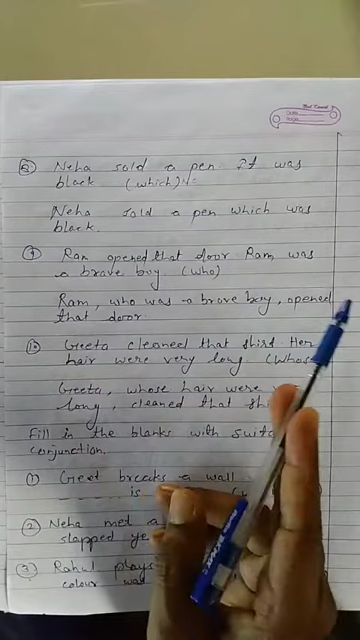 ⑧ Neha sold a pen. It was
black (which):-
Neha sold a pen which was
black.
⑨ Ram opened that door Ram was
a brave boy. (who)
Ram, who was a brave boy, opened
that door.
⑩ Geeta cleaned that shirt. Her
hair were very long. (Whose
Geeta, whose hair were
long, cleaned that
Fill in the blanks with
conjunction.
① Geet breaks a wall
is
② Neha met a
slapped
③ Rahul plays
colour was